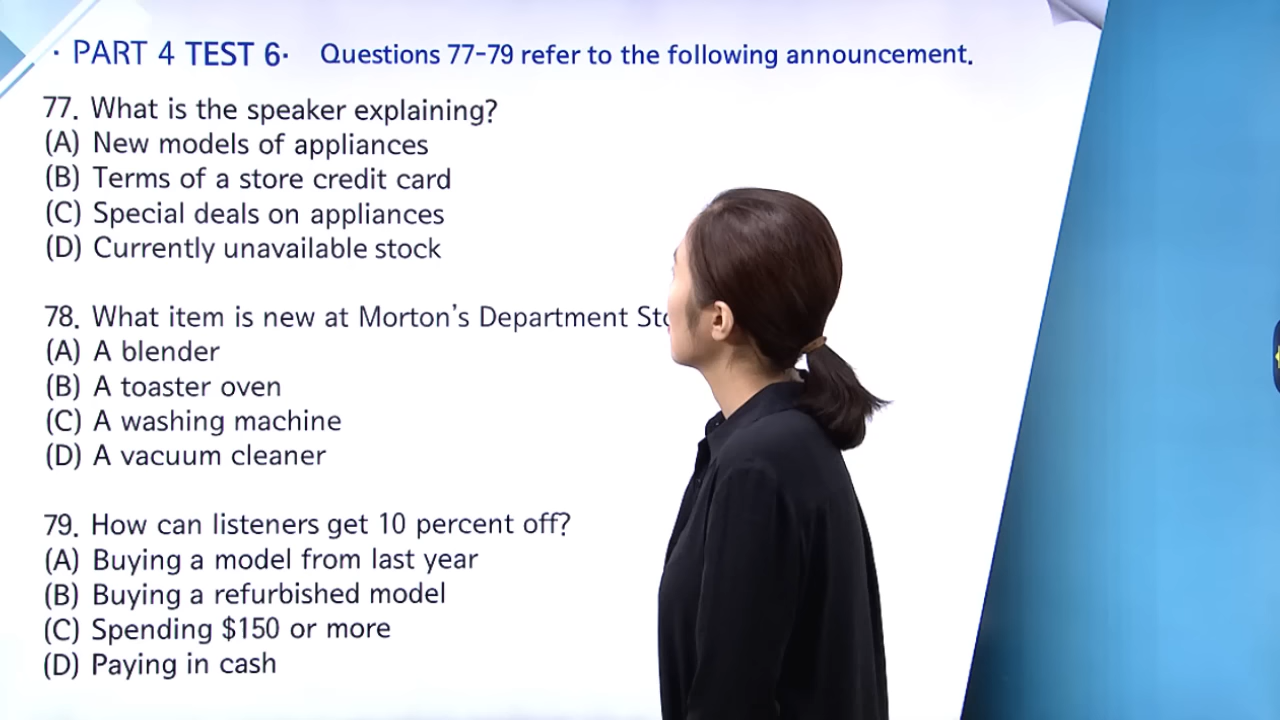 · PART 4 TEST 6· Questions 77-79 refer to the following announcement.
77. What is the speaker explaining?
(A) New models of appliances
(B) Terms of a store credit card
(C) Special deals on appliances
(D) Currently unavailable stock
78. What item is new at Morton's Department
(A) A blender
(B) A toaster oven
(C) A washing machine
(D) A vacuum cleaner
79. How can listeners get 10 percent off?
(A) Buying a model from last year
(B) Buying a refurbished model
(C) Spending $150 or more
(D) Paying in cash